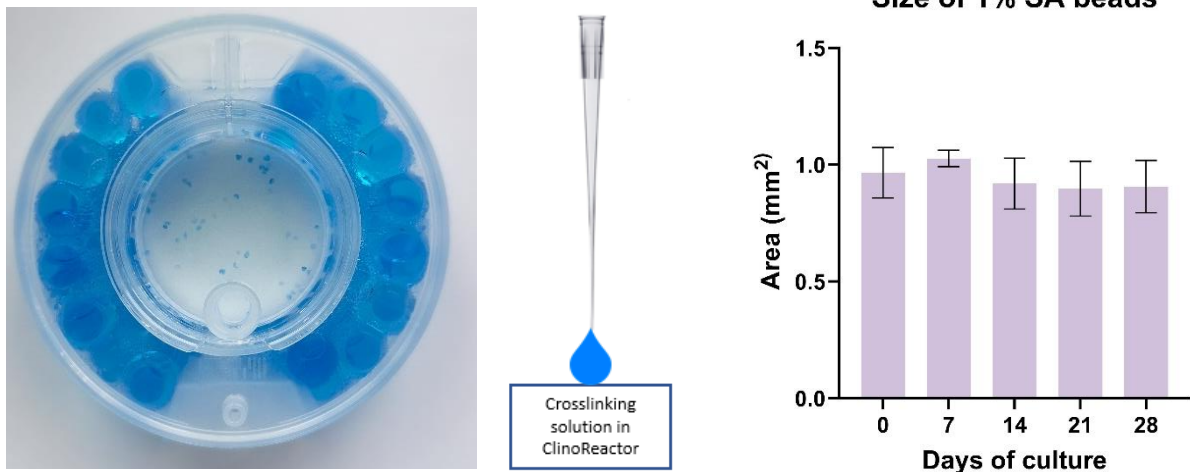 Crosslinking
solution in
ClinoReactor
Size of 1% SA beads
1.5
1.0
0.5
0.0
Area (mm²)
0 7 14 21 28
Days of culture